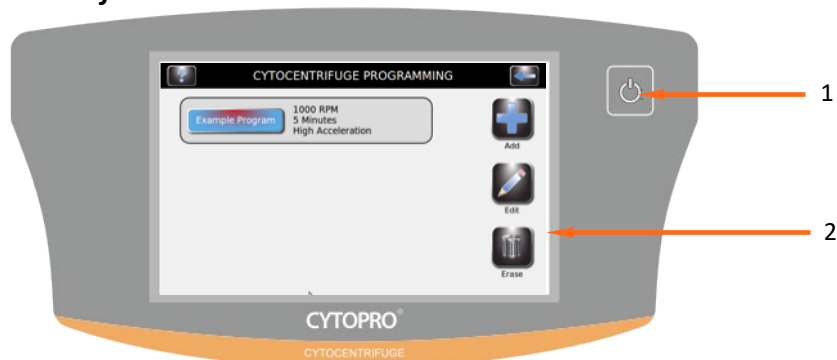 CYTOCENTRIFUGE PROGRAMMING
Example Program
1000 RPM
5 Minutes
High Acceleration
Add
Edit
Erase
1
2
CYTOPRO®
CYTOCENTRIFUGE